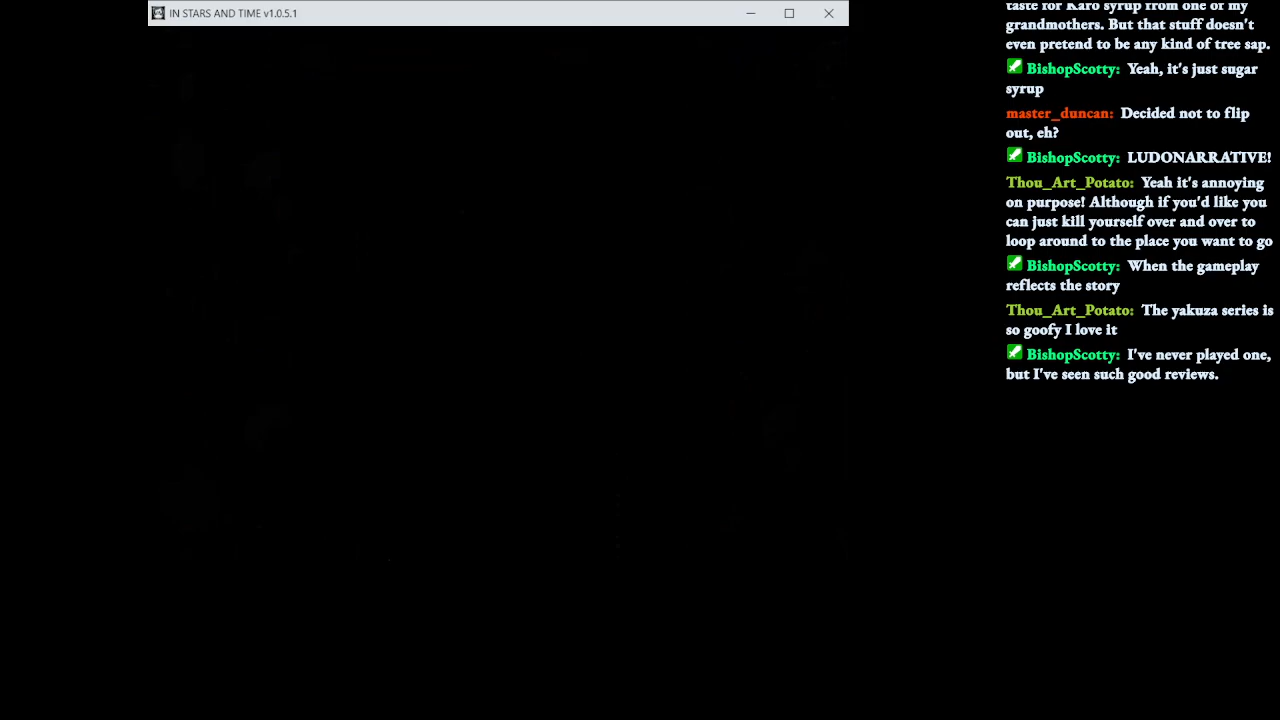 IN STARS AND TIME v1.0.5.1
taste for Karo syrup from one of my
grandmothers. But that stuff doesn't
even pretend to be any kind of tree sap.
BishopScotty: Yeah, it's just sugar
syrup
master_duncan: Decided not to flip
out, eh?
BishopScotty: LUDONARRATIVE!
Thou_Art_Potato: Yeah it's annoying
on purpose! Although if you'd like you
can just kill yourself over and over to
loop around to the place you want to go
BishopScotty: When the gameplay
reflects the story
Thou_Art_Potato: The yakuza series is
so goofy I love it
BishopScotty: I've never played one,
but I've seen such good reviews.